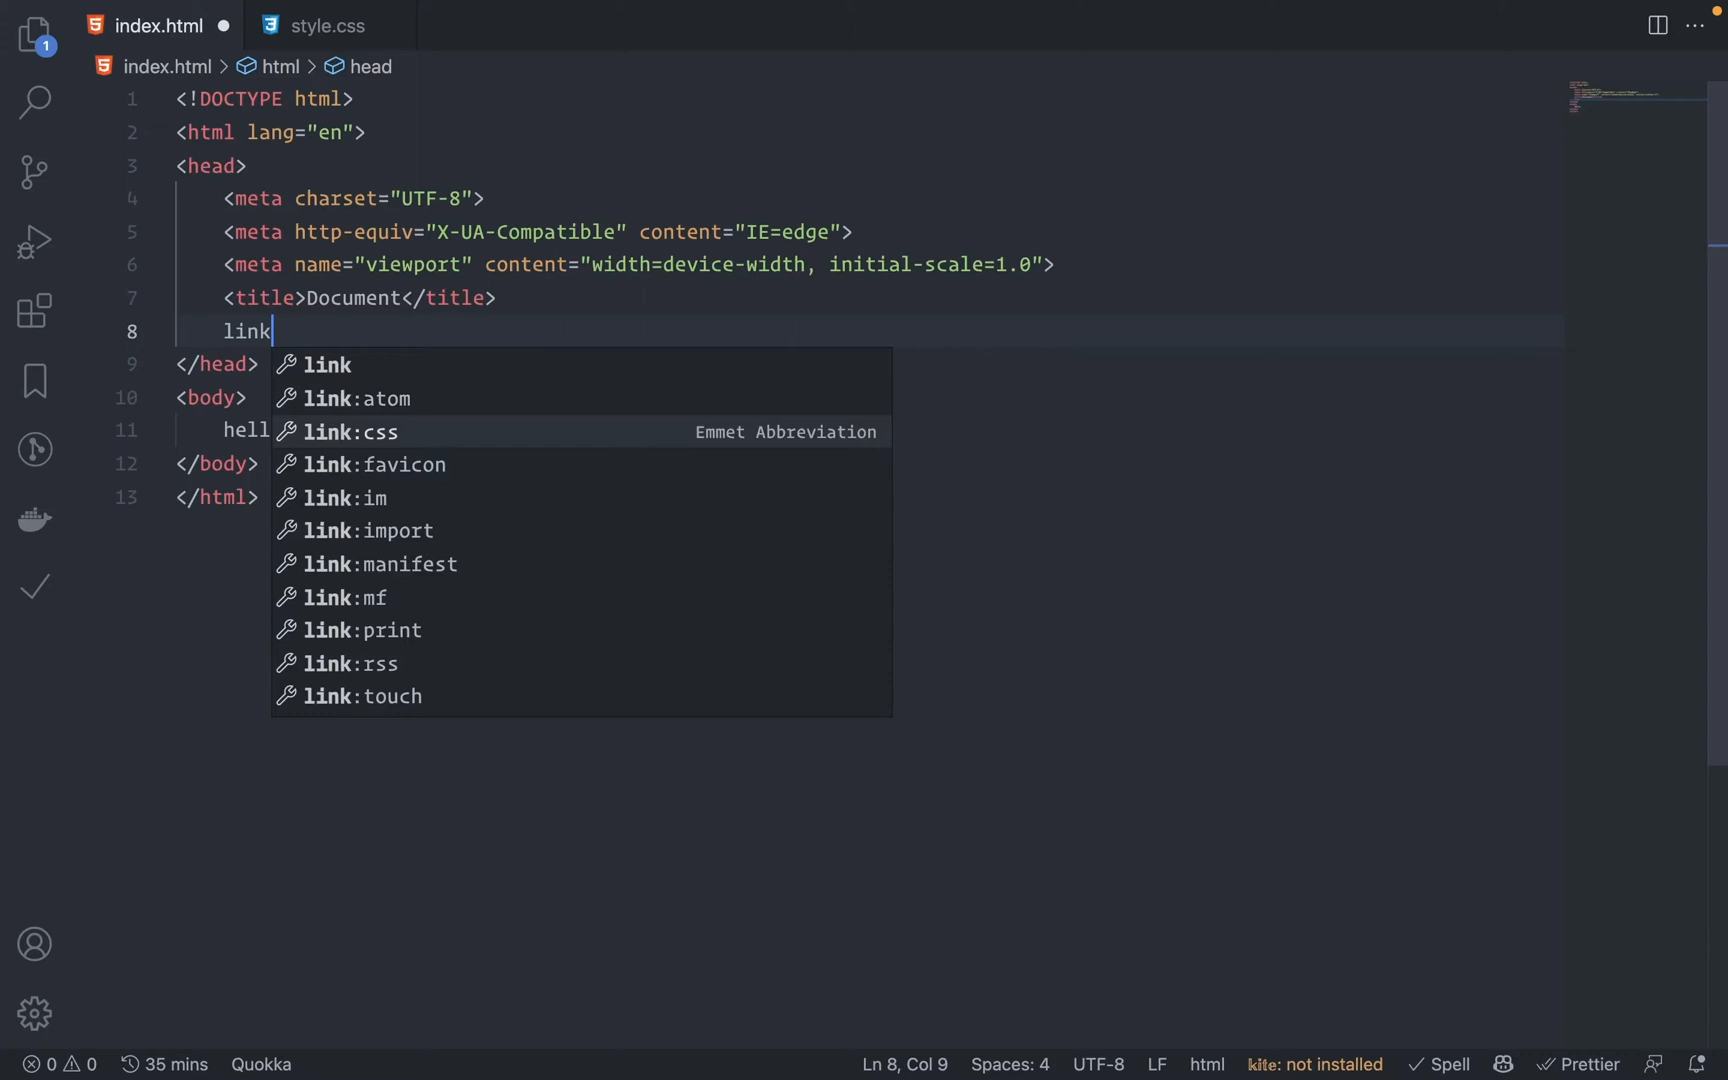 index.html
style.css
1
index.html > html > head
1 <!DOCTYPE html>
2 <html lang="en">
3 <head>
4 <meta charset="UTF-8">
5 <meta http-equiv="X-UA-Compatible" content="IE=edge">
6 <meta name="viewport" content="width=device-width, initial-scale=1.0">
7 <title>Document</title>
8 link
9 </head>
10 <body>
11 hell
12 </body>
13 </html>
link
link:atom
link:css Emmet Abbreviation
link:favicon
link:im
link:import
link:manifest
link:mf
link:print
link:rss
link:touch
0 0 35 mins Quokka Ln 8, Col 9 Spaces: 4 UTF-8 LF html kite: not installed Spell Prettier